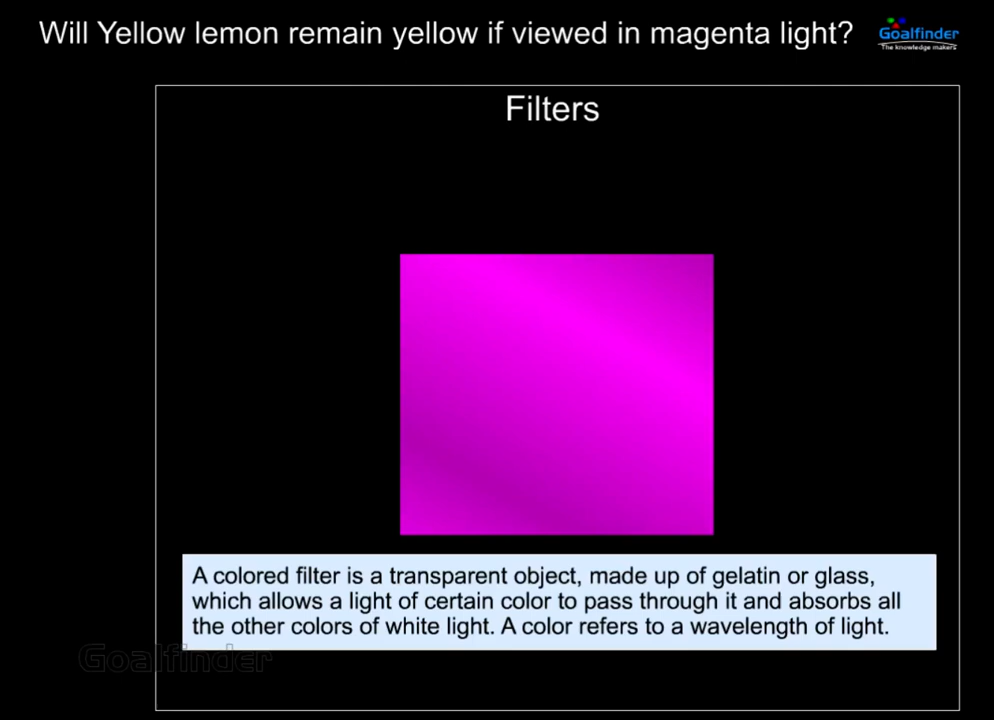 Will Yellow lemon remain yellow if viewed in magenta light?
Goalfinder
The knowledge makers
Filters
A colored filter is a transparent object, made up of gelatin or glass,
which allows a light of certain color to pass through it and absorbs all
the other colors of white light. A color refers to a wavelength of light.
Goalfinder